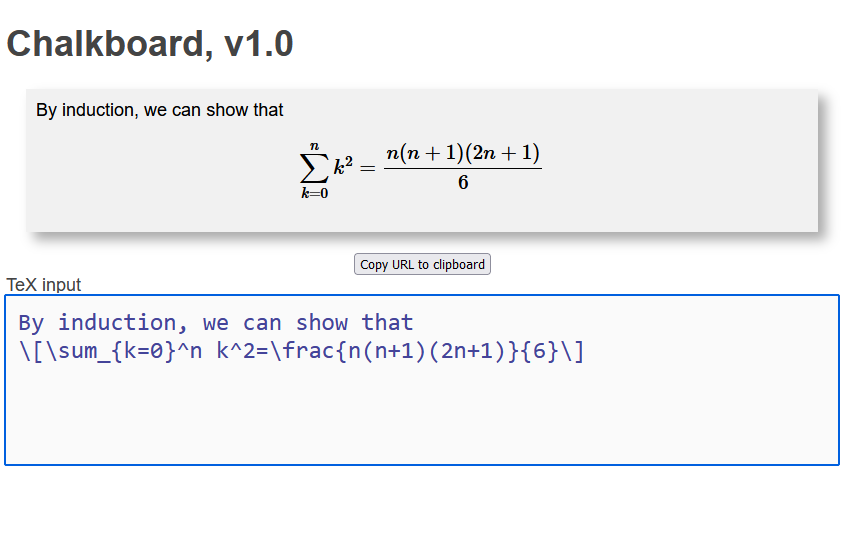 Chalkboard, v1.0
By induction, we can show that
\sum_{k=0}^{n} k^2 = \frac{n(n+1)(2n+1)}{6}
Copy URL to clipboard
TeX input
By induction, we can show that
\[\sum_{k=0}^n k^2=\frac{n(n+1)(2n+1)}{6}\]